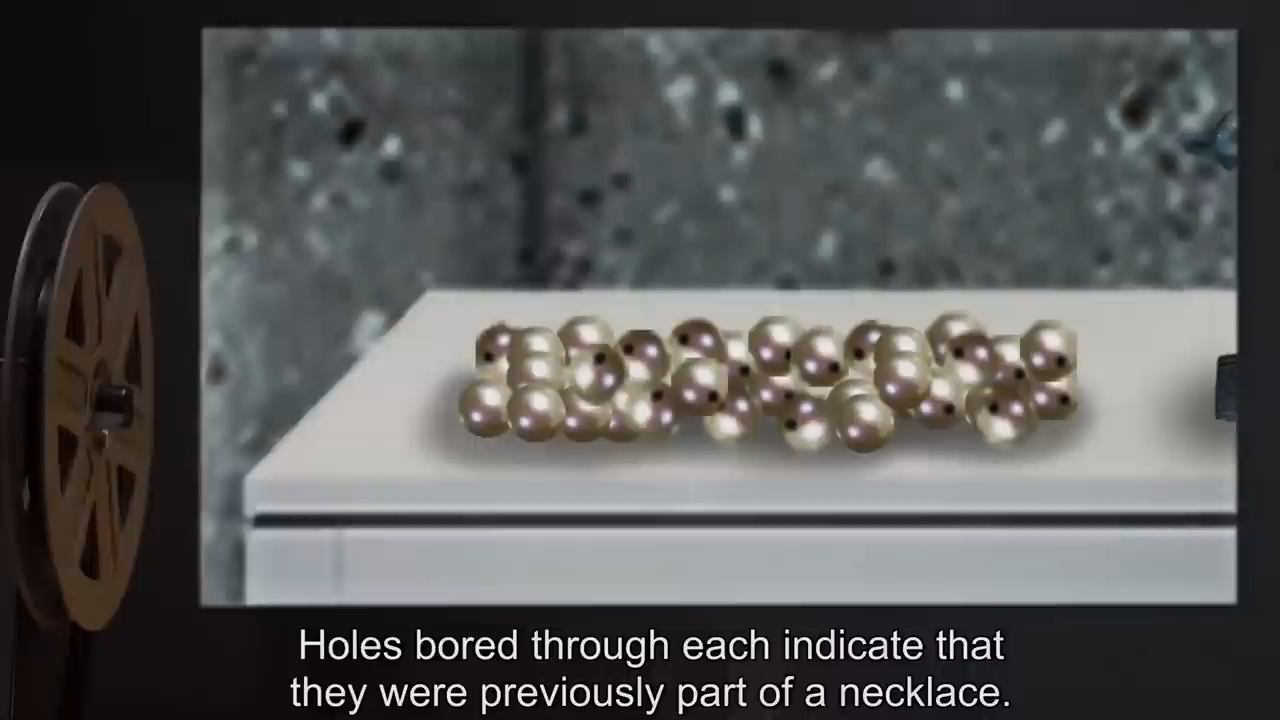 Holes bored through each indicate that
they were previously part of a necklace.